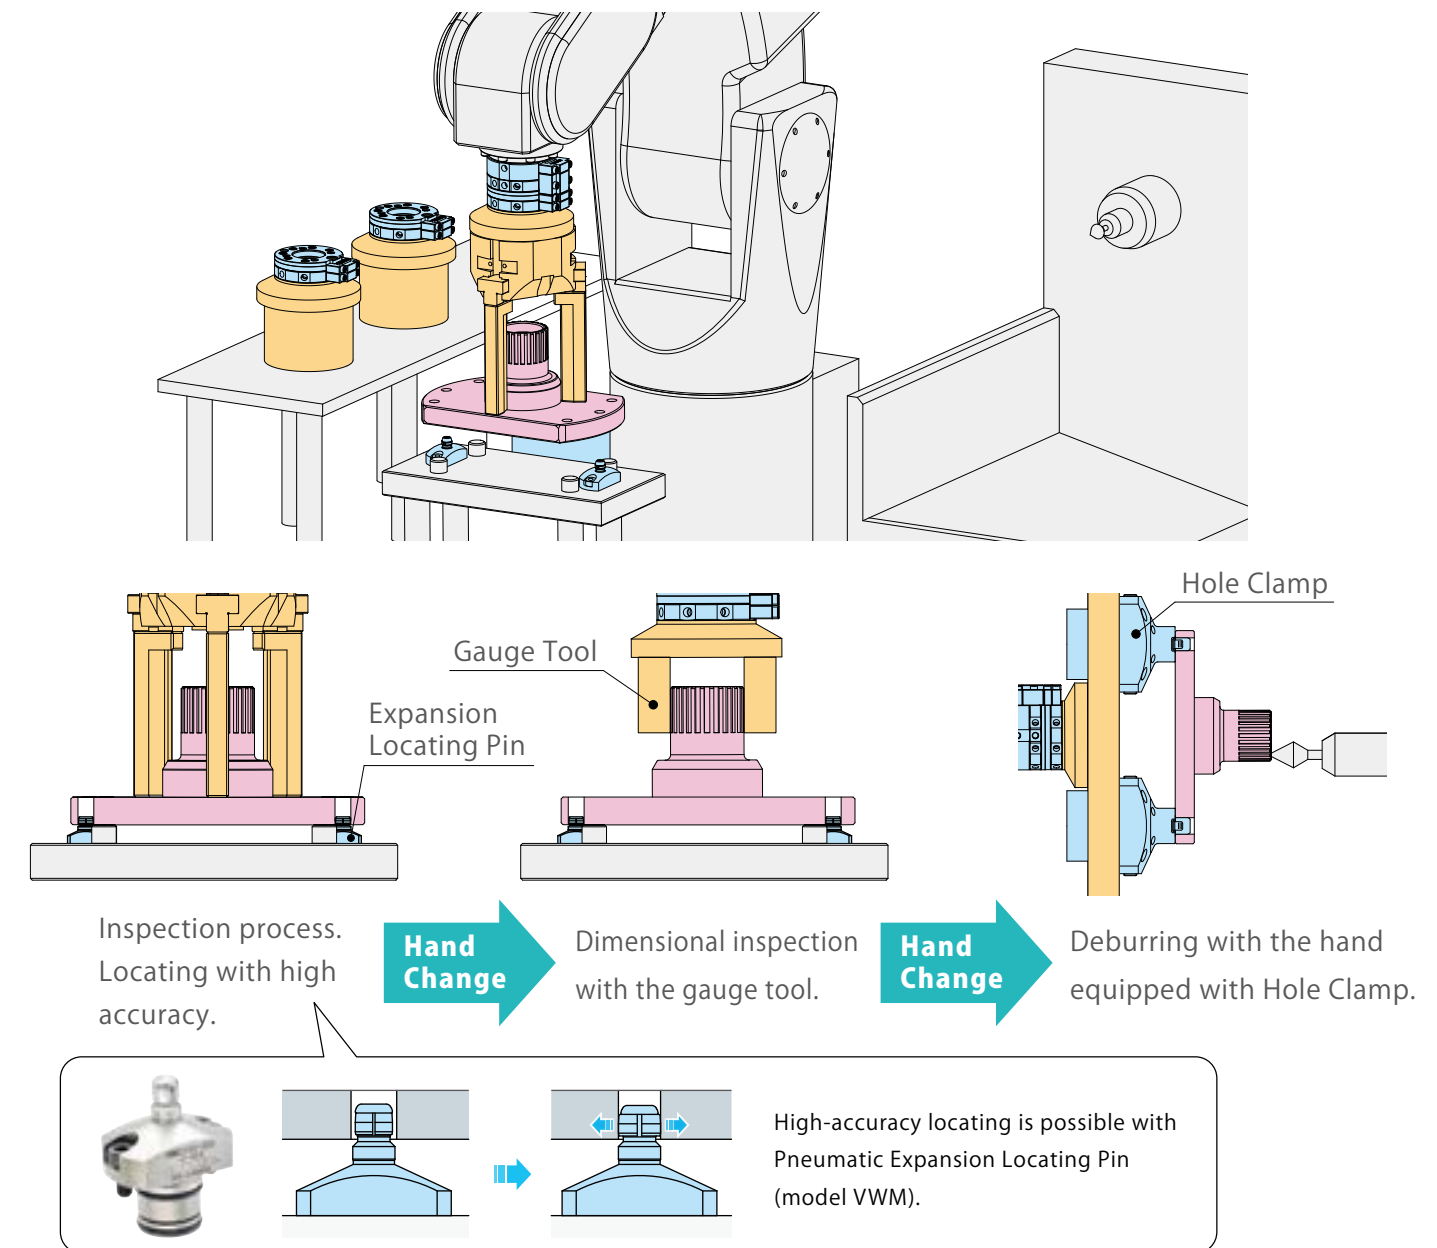 Hole Clamp
Gauge Tool
Expansion
Locating Pin
Inspection process.
Locating with high
accuracy.
Hand
Change
Dimensional inspection
with the gauge tool.
Hand
Change
Deburring with the hand
equipped with Hole Clamp.
High-accuracy locating is possible with
Pneumatic Expansion Locating Pin
(model VWM).